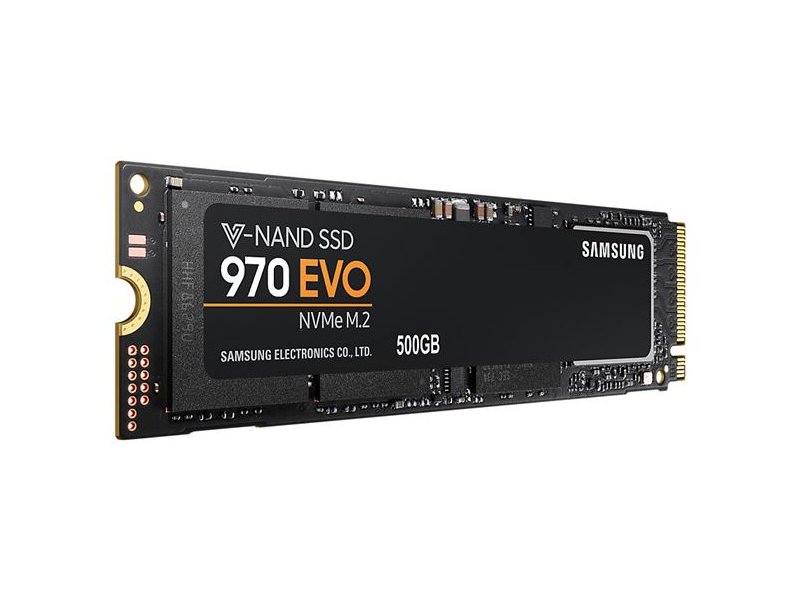 V-NAND SSD
970 EVO
NVMe M.2
SAMSUNG ELECTRONICS CO., LTD.
500GB
SAMSUNG